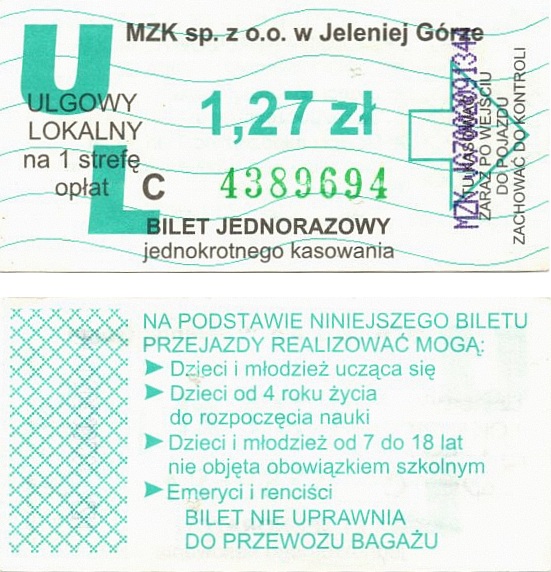 U
L
MZK sp. z o.o. w Jeleniej Górze
ULGOWY
LOKALNY
na 1 strefę
opłat
1,27 zł
C 4389694
BILET JEDNORAZOWY
jednokrotnego kasowania
MZK
ZARAZ PO WEJŚCIU
DO POJAZDU
ZACHOWAĆ DO KONTROLI
NA PODSTAWIE NINIEJSZEGO BILETU
PRZEJAZDY REALIZOWAĆ MOGĄ:
Dzieci i młodzież ucząca się
Dzieci od 4 roku życia
do rozpoczęcia nauki
Dzieci i młodzież od 7 do 18 lat
nie objęta obowiązkiem szkolnym
Emeryci i renciści
BILET NIE UPRAWNIA
DO PRZEWOZU BAGAŻU